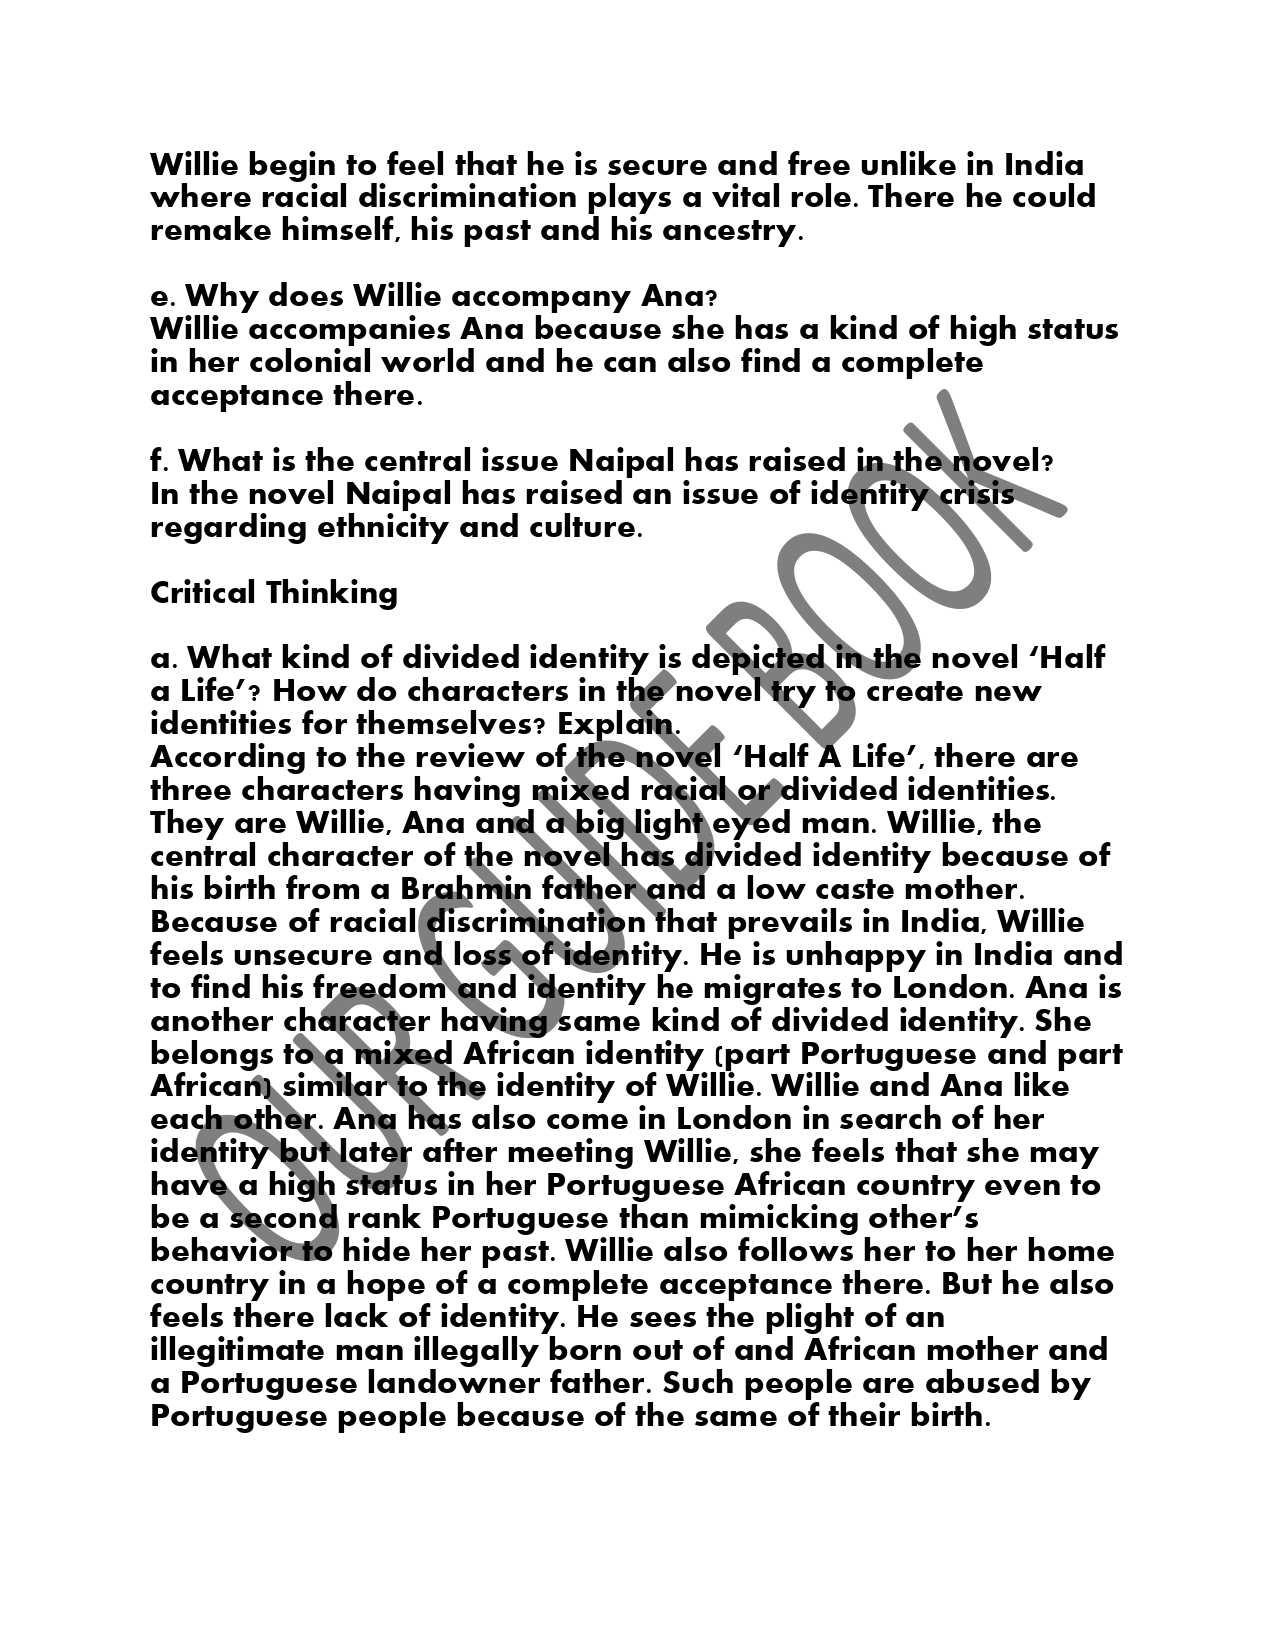 Willie begin to feel that he is secure and free unlike in India
where racial discrimination plays a vital role. There he could
remake himself, his past and his ancestry.
e. Why does Willie accompany Ana?
Willie accompanies Ana because she has a kind of high status
in her colonial world and he can also find a complete
acceptance there.
f. What is the central issue Naipal has raised in the novel?
In the novel Naipal has raised an issue of identity crisis
regarding ethnicity and culture.
Critical Thinking
a. What kind of divided identity is depicted in the novel ‘Half
a Life’? How do characters in the novel try to create new
identities for themselves? Explain.
According to the review of the novel ‘Half A Life’, there are
three characters having mixed racial or divided identities.
They are Willie, Ana and a big light eyed man. Willie, the
central character of the novel has divided identity because of
his birth from a Brahmin father and a low caste mother.
Because of racial discrimination that prevails in India, Willie
feels unsecure and loss of identity. He is unhappy in India and
to find his freedom and identity he migrates to London. Ana is
another character having same kind of divided identity. She
belongs to a mixed African identity (part Portuguese and part
African) similar to the identity of Willie. Willie and Ana like
each other. Ana has also come in London in search of her
identity but later after meeting Willie, she feels that she may
have a high status in her Portuguese African country even to
be a second rank Portuguese than mimicking other’s
behavior to hide her past. Willie also follows her to her home
country in a hope of a complete acceptance there. But he also
feels there lack of identity. He sees the plight of an
illegitimate man illegally born out of and African mother and
a Portuguese landowner father. Such people are abused by
Portuguese people because of the same of their birth.
OUR GUIDE BOOK